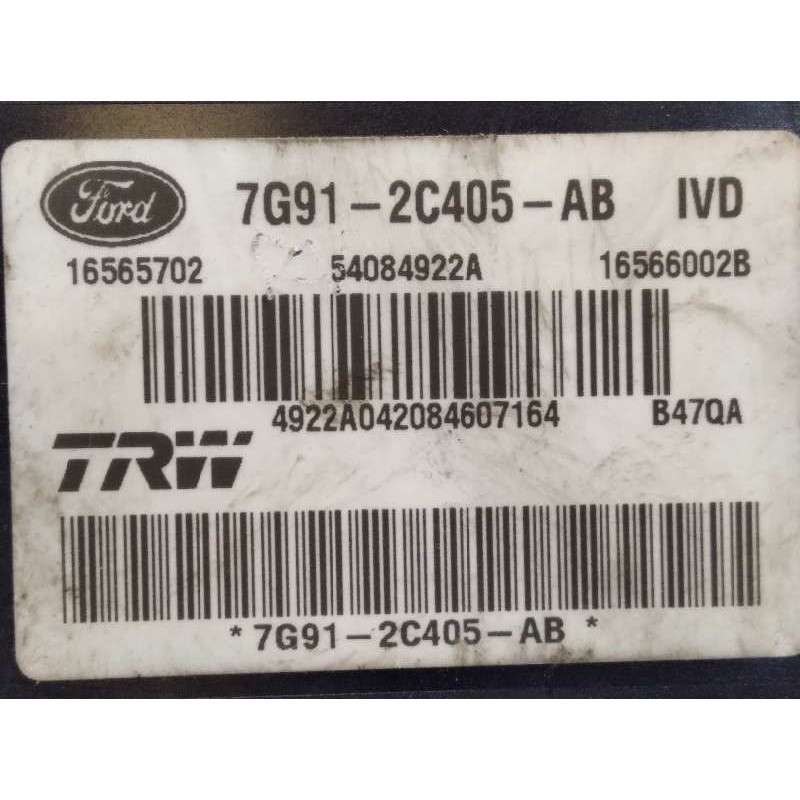 Ford 7G91-2C405-AB IVD
16565702 54084922A 16566002B
4922A042084607164 B47QA
TRW
*7G91-2C405-AB*